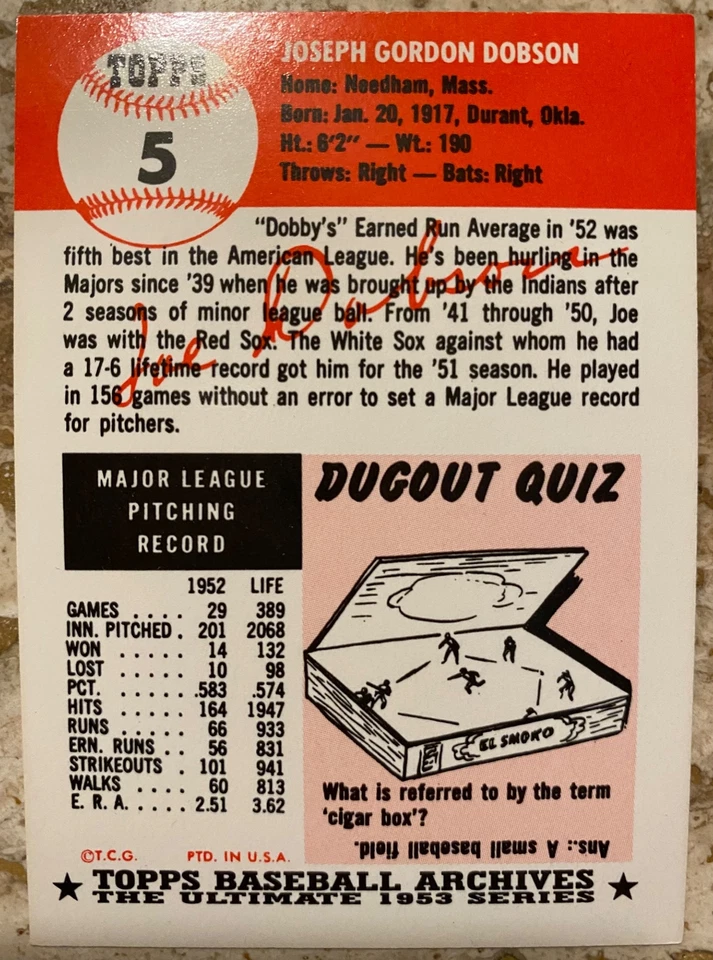 TOPPS
5
JOSEPH GORDON DOBSON
Home: Needham, Mass.
Born: Jan. 20, 1917, Durant, Okla.
Ht.: 6'2" — Wt.: 190
Throws: Right — Bats: Right
"Dobby's" Earned Run Average in '52 was
fifth best in the American League. He's been hurling in the
Majors since '39 when he was brought up by the Indians after
2 seasons of minor league ball. From '41 through '50, Joe
was with the Red Sox. The White Sox against whom he had
a 17-6 lifetime record got him for the '51 season. He played
in 156 games without an error to set a Major League record
for pitchers.
Joe Dobson
MAJOR LEAGUE
PITCHING
RECORD
1952 LIFE
GAMES .... 29 389
INN. PITCHED . 201 2068
WON ..... 14 132
LOST ..... 10 98
PCT. ..... .583 .574
HITS ..... 164 1947
RUNS ..... 66 933
ERN. RUNS .. 56 831
STRIKEOUTS . 101 941
WALKS .... 60 813
E. R. A. .... 2.51 3.62
©T.C.G. PTD. IN U.S.A.
DUGOUT QUIZ
EL SMOKO
What is referred to by the term
'cigar box'?
Ans.: A small baseball field.
★ TOPPS BASEBALL ARCHIVES ★
THE ULTIMATE 1953 SERIES